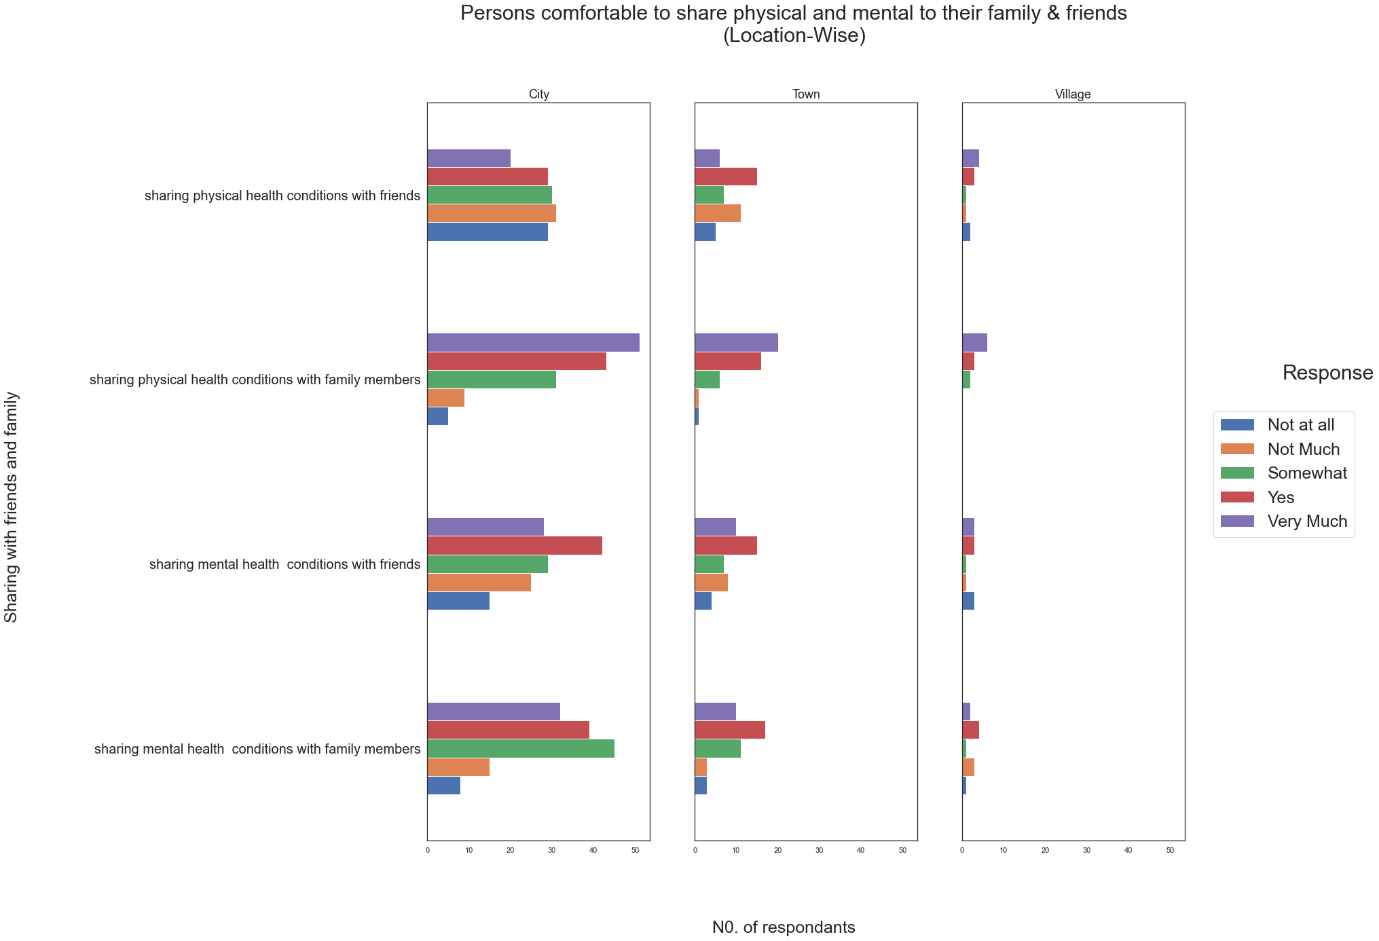 Persons comfortable to share physical and mental to their family & friends
(Location-Wise)
City
Town
Village
sharing physical health conditions with friends
sharing physical health conditions with family members
sharing mental health  conditions with friends
sharing mental health  conditions with family members
Sharing with friends and family
0 10 20 30 40 50
0 10 20 30 40 50
0 10 20 30 40 50
N0. of respondants
Response
Not at all
Not Much
Somewhat
Yes
Very Much